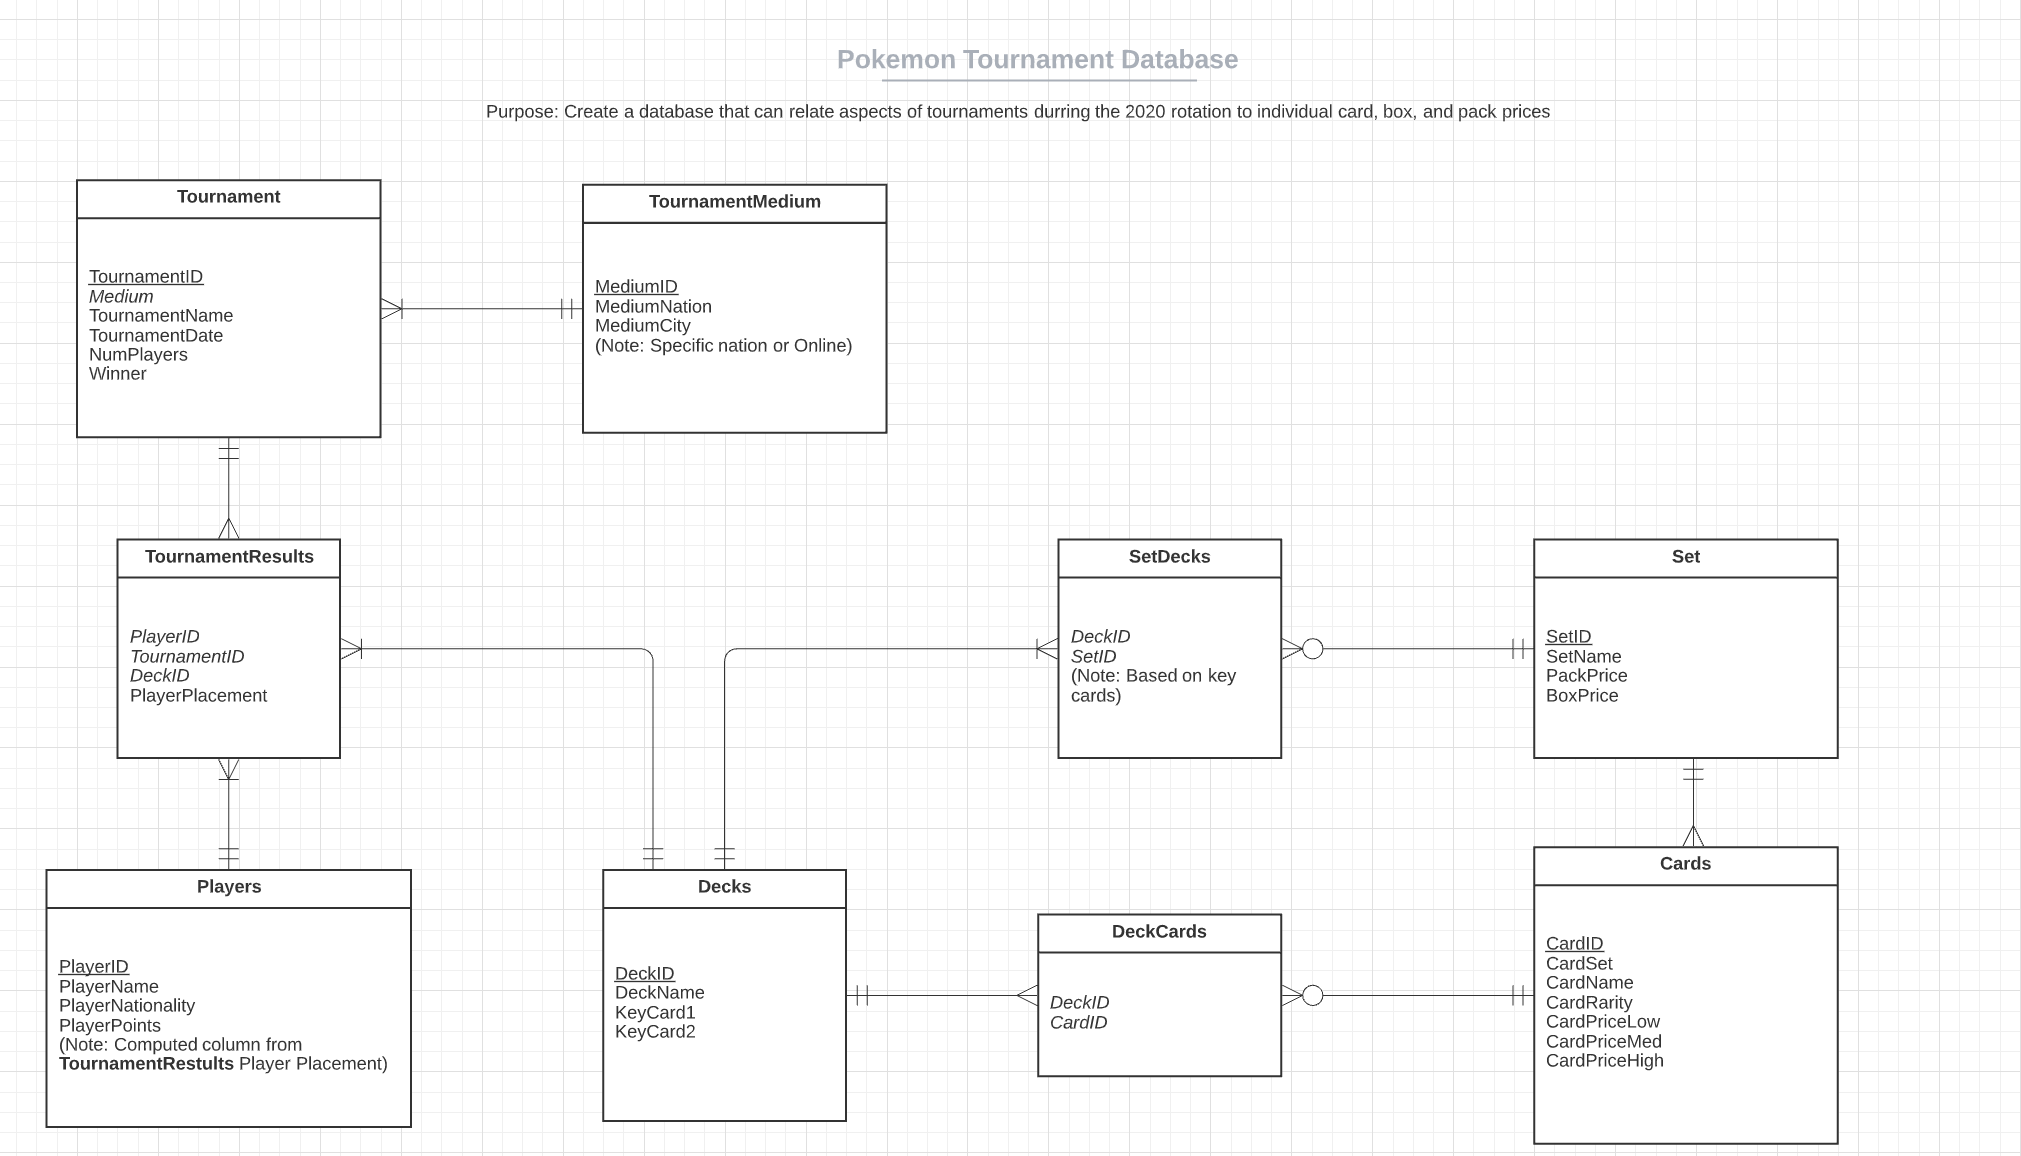 Pokemon Tournament Database
Purpose: Create a database that can relate aspects of tournaments durring the 2020 rotation to individual card, box, and pack prices
Tournament
TournamentID
Medium
TournamentName
TournamentDate
NumPlayers
Winner
TournamentMedium
MediumID
MediumNation
MediumCity
(Note: Specific nation or Online)
TournamentResults
PlayerID
TournamentID
DeckID
PlayerPlacement
SetDecks
DeckID
SetID
(Note: Based on key
cards)
Set
SetID
SetName
PackPrice
BoxPrice
Players
PlayerID
PlayerName
PlayerNationality
PlayerPoints
(Note: Computed column from
TournamentRestults Player Placement)
Decks
DeckID
DeckName
KeyCard1
KeyCard2
DeckCards
DeckID
CardID
Cards
CardID
CardSet
CardName
CardRarity
CardPriceLow
CardPriceMed
CardPriceHigh